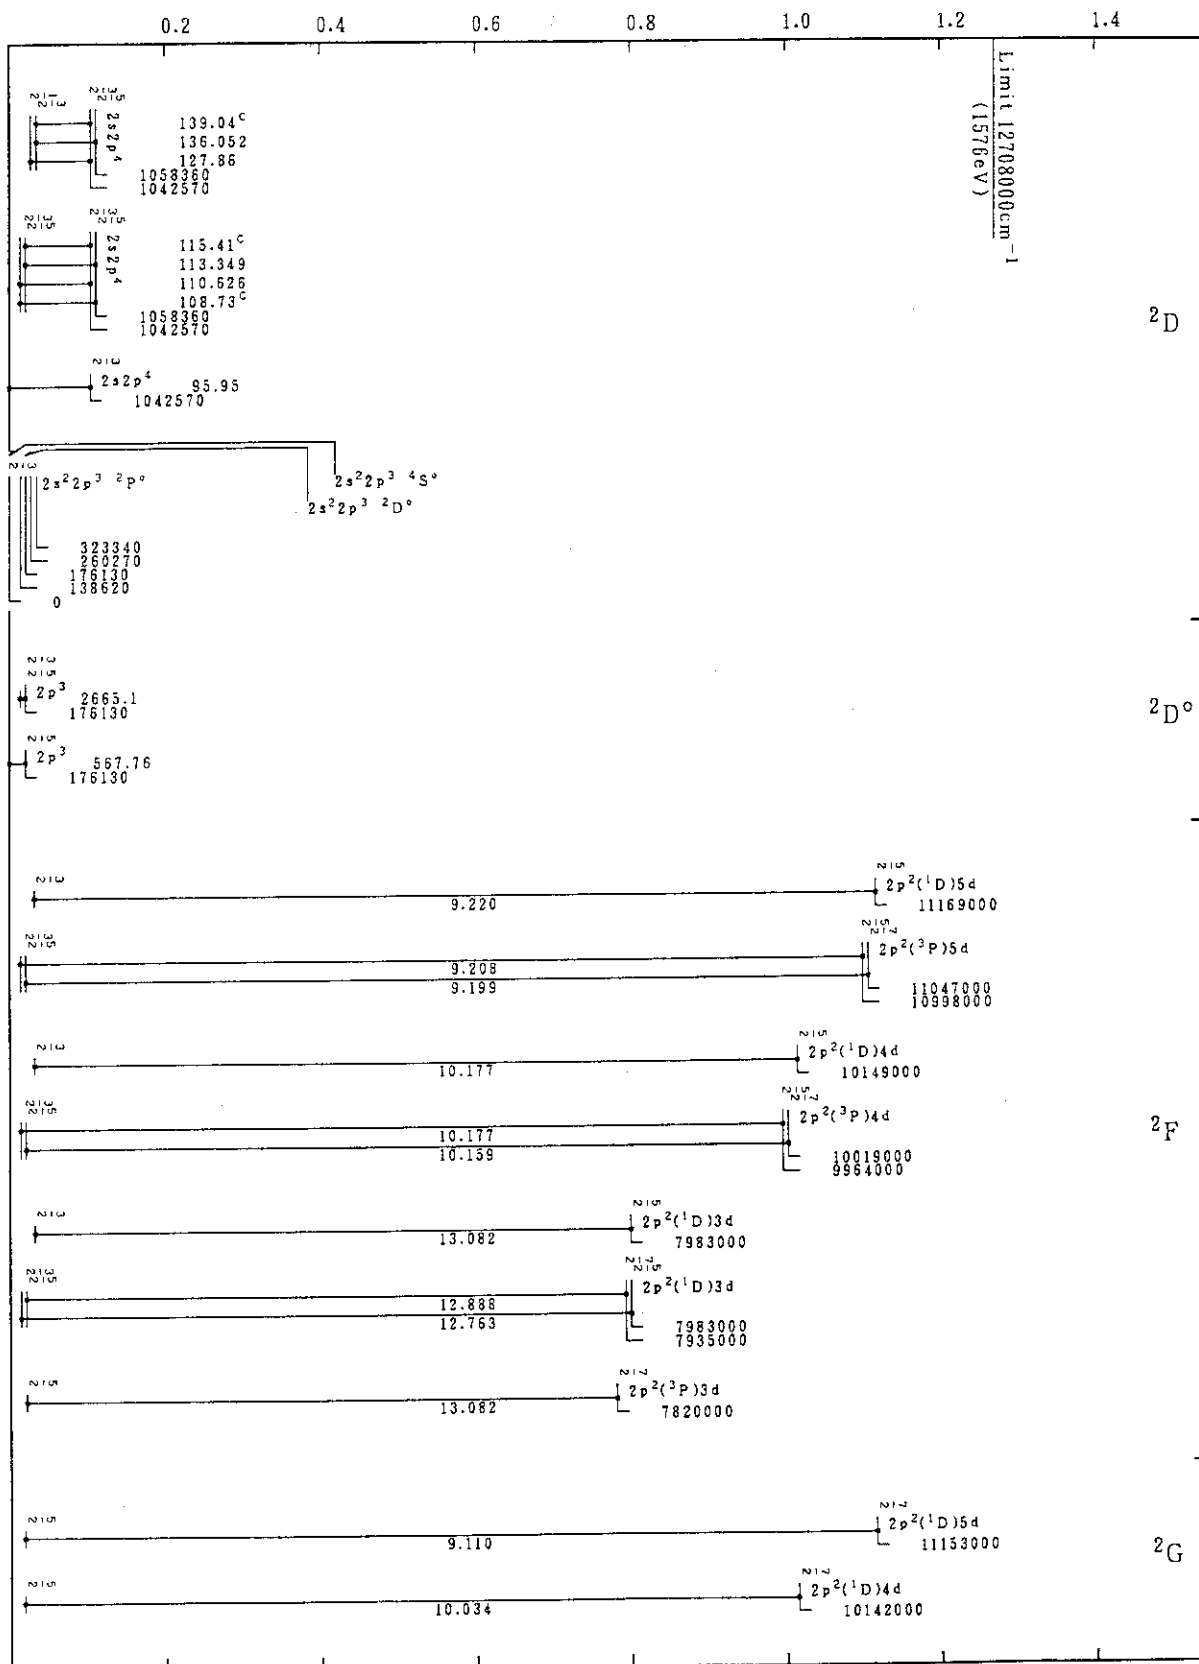 0.2 0.4 0.6 0.8 1.0 1.2 1.4
Limit 12708000cm⁻¹
(1576eV)
2s2p⁴
139.04ᶜ
136.052
127.86
1058360
1042570
2s2p⁴
115.41ᶜ
113.349
110.626
108.73ᶜ
1058360
1042570
²D
2s2p⁴ 95.95
1042570
2s²2p³ ²P° 2s²2p³ ⁴S°
2s²2p³ ²D°
323340
260270
176130
138620
0
2p³ 2665.1
176130
²D°
2p³ 567.76
176130
2p²(¹D)5d
9.220 11169000
2p²(³P)5d
9.208
9.199 11047000
10998000
2p²(¹D)4d
10.177 10149000
2p²(³P)4d
²F
10.177
10.159 10019000
9964000
2p²(¹D)3d
13.082 7983000
2p²(¹D)3d
12.888
12.763 7983000
7935000
2p²(³P)3d
13.082 7820000
2p²(¹D)5d
9.110 11153000
²G
2p²(¹D)4d
10.034 10142000